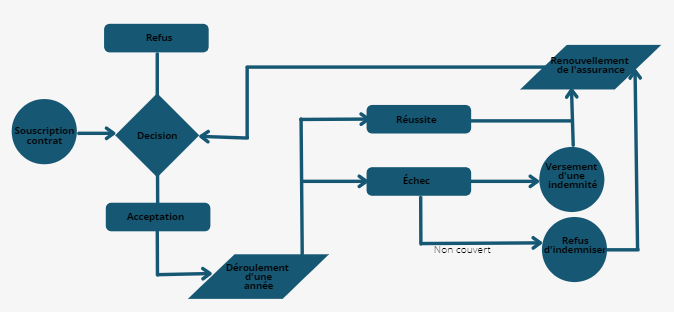 Refus
Souscription
contrat
Decision
Acceptation
Déroulement
d'une
année
Réussite
Échec
Non couvert
Renouvellement
de l'assurance
Versement
d'une
indemnité
Refus
d'indemniser